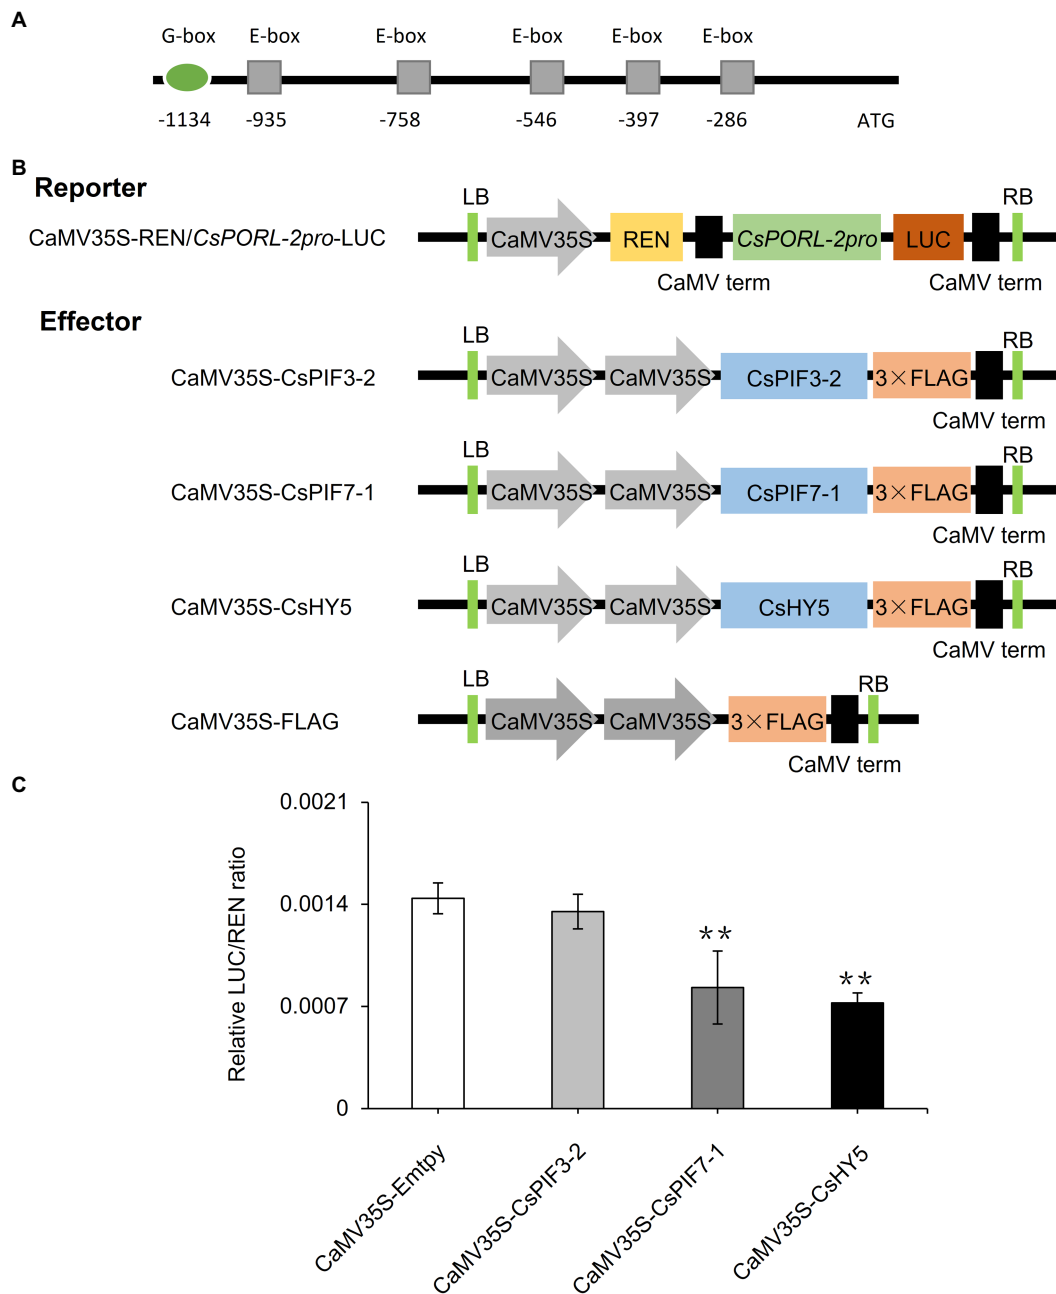 A
G-box E-box E-box E-box E-box E-box
-1134 -935 -758 -546 -397 -286 ATG
B
Reporter
LB RB
CaMV35S-REN/CsPORL-2pro-LUC CaMV35S REN CsPORL-2pro LUC
CaMV term CaMV term
Effector
LB RB
CaMV35S-CsPIF3-2 CaMV35S CaMV35S CsPIF3-2 3×FLAG
CaMV term
LB RB
CaMV35S-CsPIF7-1 CaMV35S CaMV35S CsPIF7-1 3×FLAG
CaMV term
LB RB
CaMV35S-CsHY5 CaMV35S CaMV35S CsHY5 3×FLAG
CaMV term
LB RB
CaMV35S-FLAG CaMV35S CaMV35S 3×FLAG
CaMV term
C
Relative LUC/REN ratio
0.0021
0.0014
0.0007
0
**
**
CaMV35S-Emtpy
CaMV35S-CsPIF3-2
CaMV35S-CsPIF7-1
CaMV35S-CsHY5